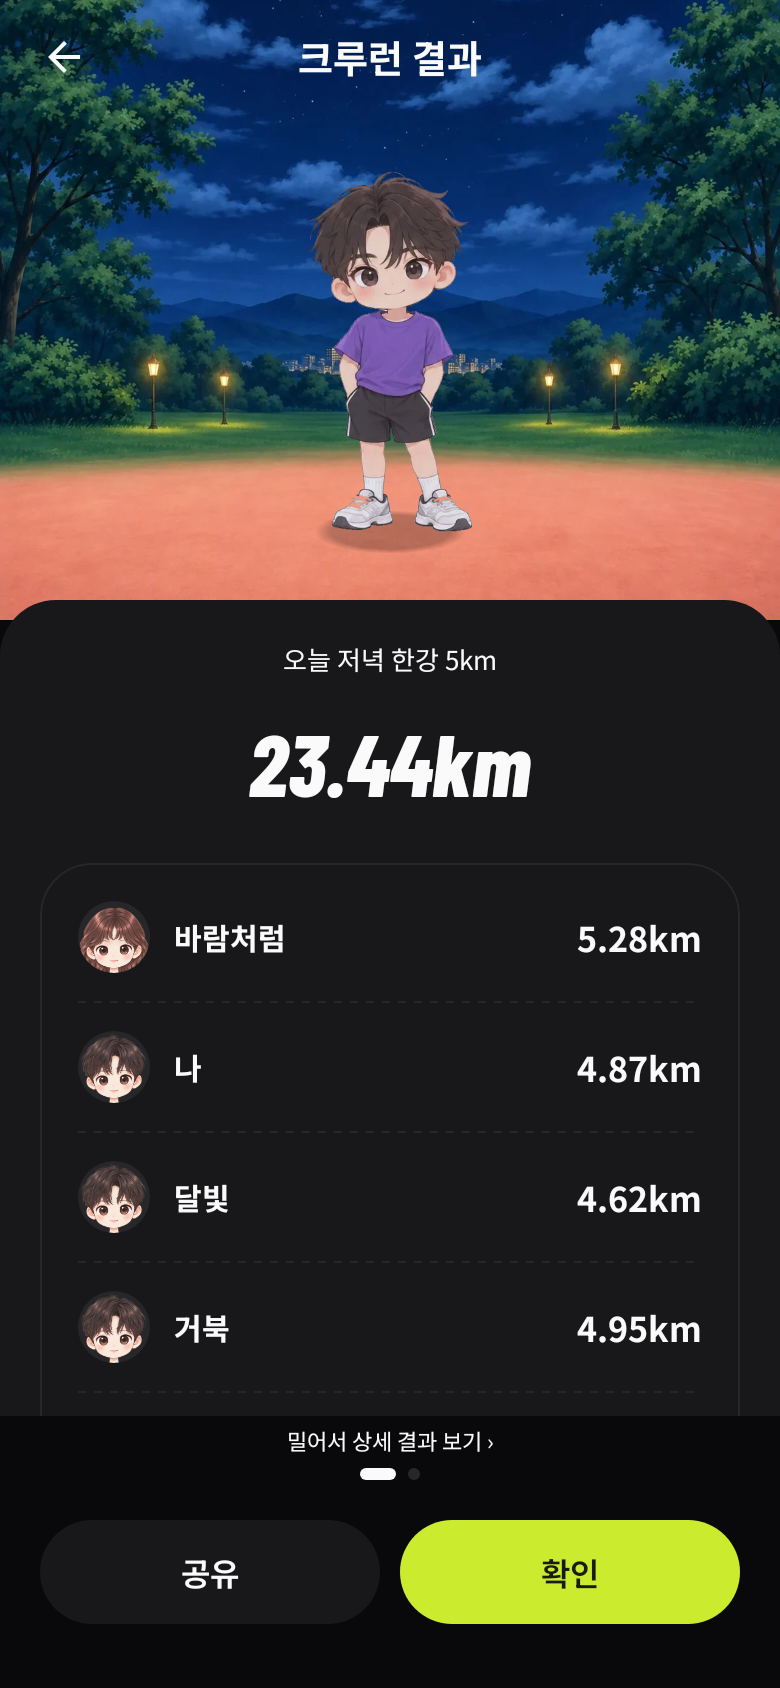 크루런 결과
오늘 저녁 한강 5km
23.44km
바람처럼 5.28km
나 4.87km
달빛 4.62km
거북 4.95km
밀어서 상세 결과 보기 ›
공유 확인